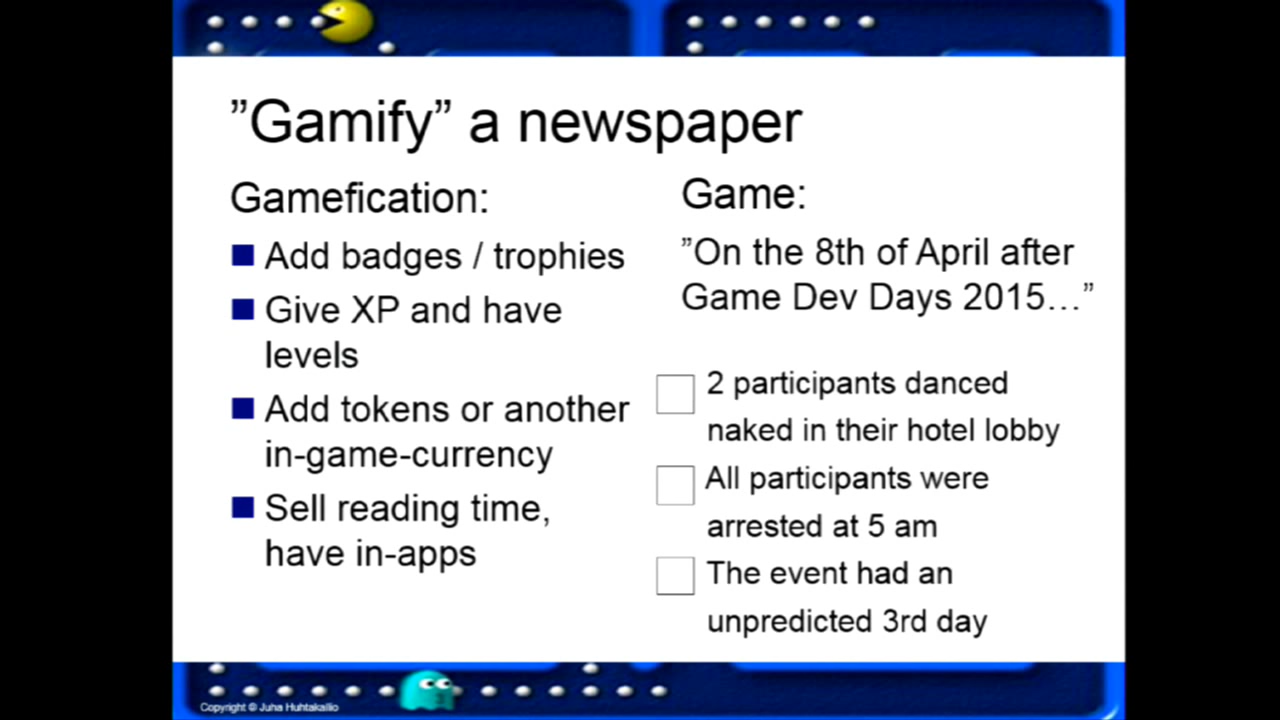 ”Gamify” a newspaper
Gamefication:
Add badges / trophies
Give XP and have
levels
Add tokens or another
in-game-currency
Sell reading time,
have in-apps
Game:
”On the 8th of April after
Game Dev Days 2015…”
2 participants danced
naked in their hotel lobby
All participants were
arrested at 5 am
The event had an
unpredicted 3rd day
Copyright © Juha Huhtakallio